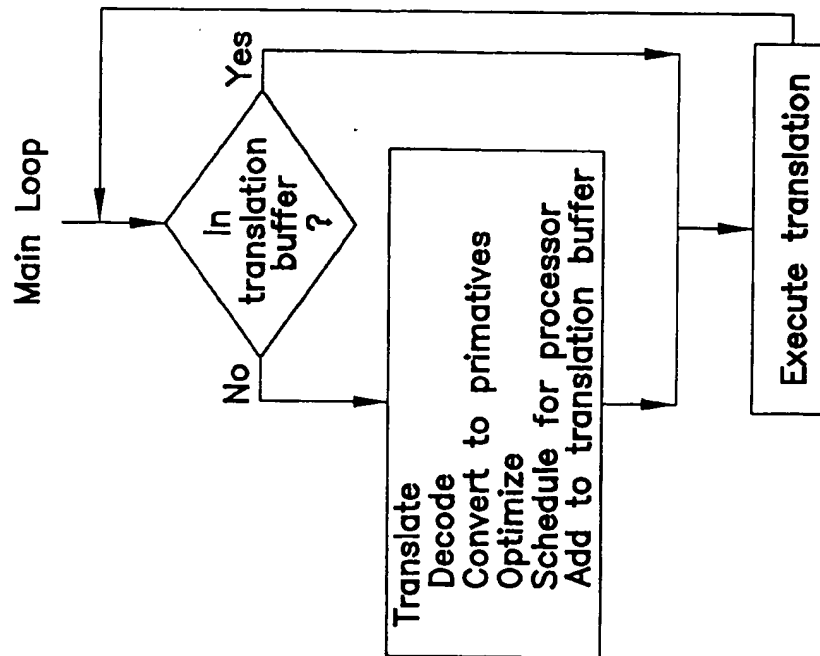 Main Loop
In
translation
buffer
?
Yes
No
Translate
Decode
Convert to primatives
Optimize
Schedule for processor
Add to translation buffer
Execute translation